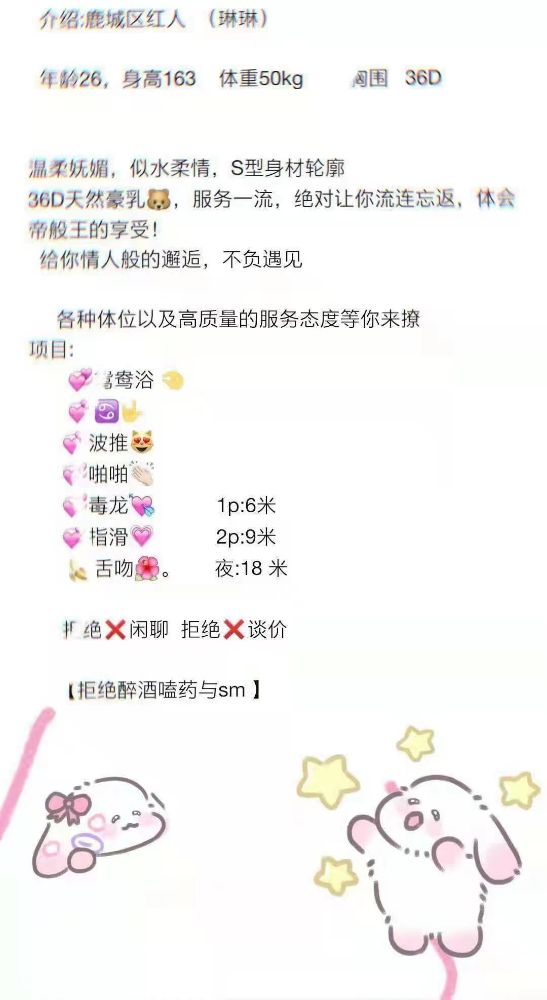 介绍:鹿城区红人 （琳琳）
年龄26，身高163 体重50kg 胸围 36D
温柔妩媚，似水柔情，S型身材轮廓
36D天然豪乳🐻，服务一流，绝对让你流连忘返，体会
帝般王的享受！
给你情人般的邂逅，不负遇见
各种体位以及高质量的服务态度等你来撩
项目:
💞鸳鸯浴🤏
💞♋🤟
💞波推😻
💞啪啪👏🏻
💞毒龙💘 1p:6米
💞指滑💗 2p:9米
🍌舌吻🌺。 夜:18 米
拒绝❌闲聊 拒绝❌谈价
【拒绝醉酒嗑药与sm 】